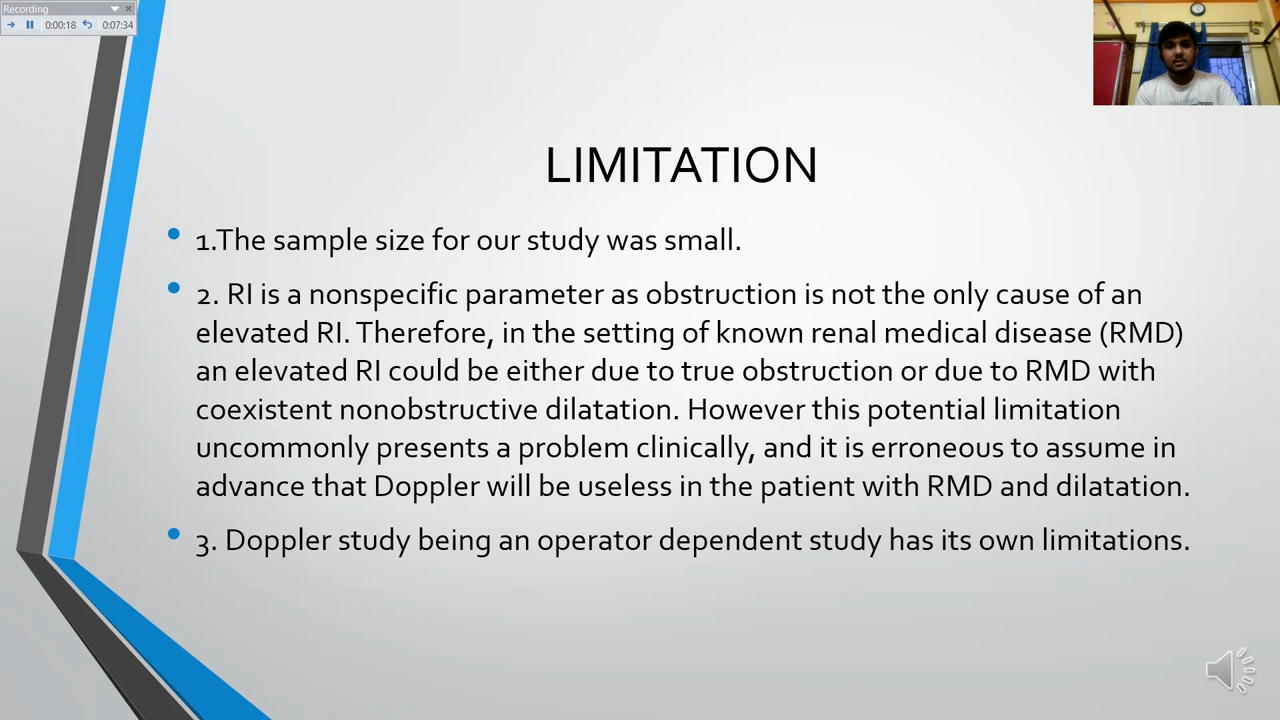 Recording
0:00:18 0:07:34
LIMITATION
• 1.The sample size for our study was small.
• 2. RI is a nonspecific parameter as obstruction is not the only cause of an
elevated RI. Therefore, in the setting of known renal medical disease (RMD)
an elevated RI could be either due to true obstruction or due to RMD with
coexistent nonobstructive dilatation. However this potential limitation
uncommonly presents a problem clinically, and it is erroneous to assume in
advance that Doppler will be useless in the patient with RMD and dilatation.
• 3. Doppler study being an operator dependent study has its own limitations.